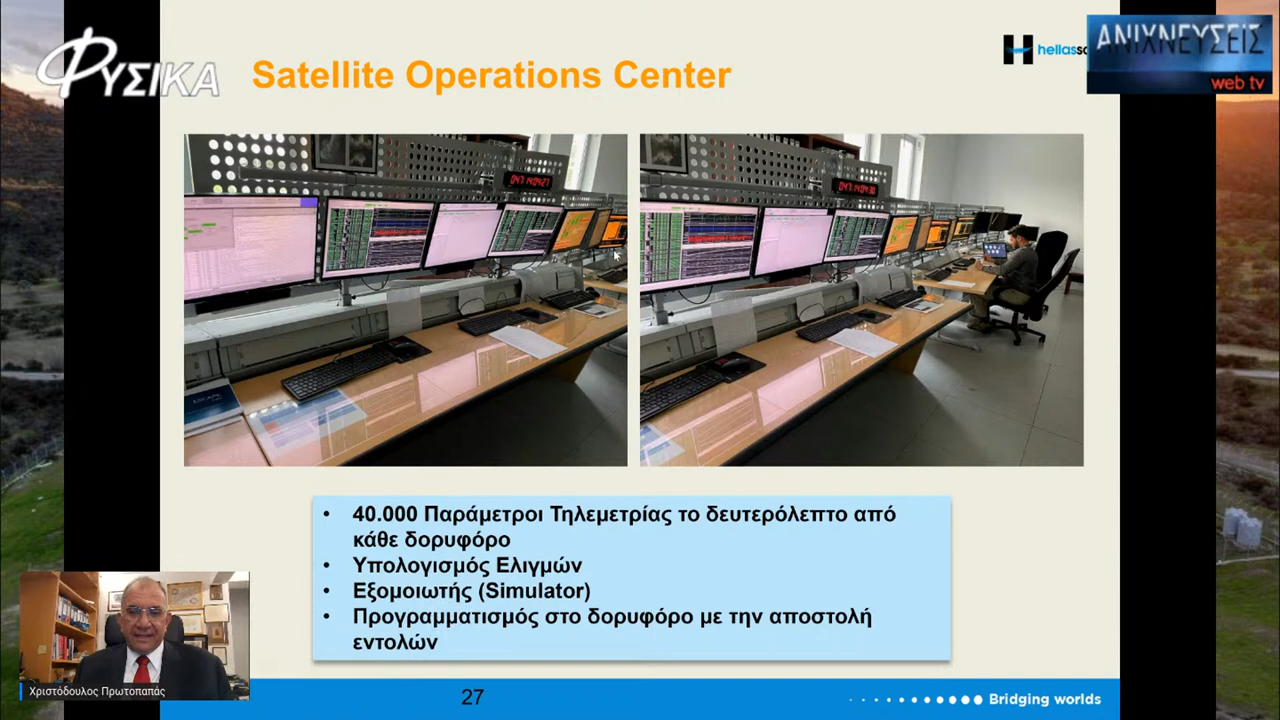 ΦΥΣΙΚΑ
Satellite Operations Center
ΑΝΙΧΝΕΥΣΕΙΣ
web tv
• 40.000 Παράμετροι Τηλεμετρίας το δευτερόλεπτο από
κάθε δορυφόρο
• Υπολογισμός Ελιγμών
• Εξομοιωτής (Simulator)
• Προγραμματισμός στο δορυφόρο με την αποστολή
εντολών
Χριστόδουλος Πρωτοπαπάς
27
Bridging worlds